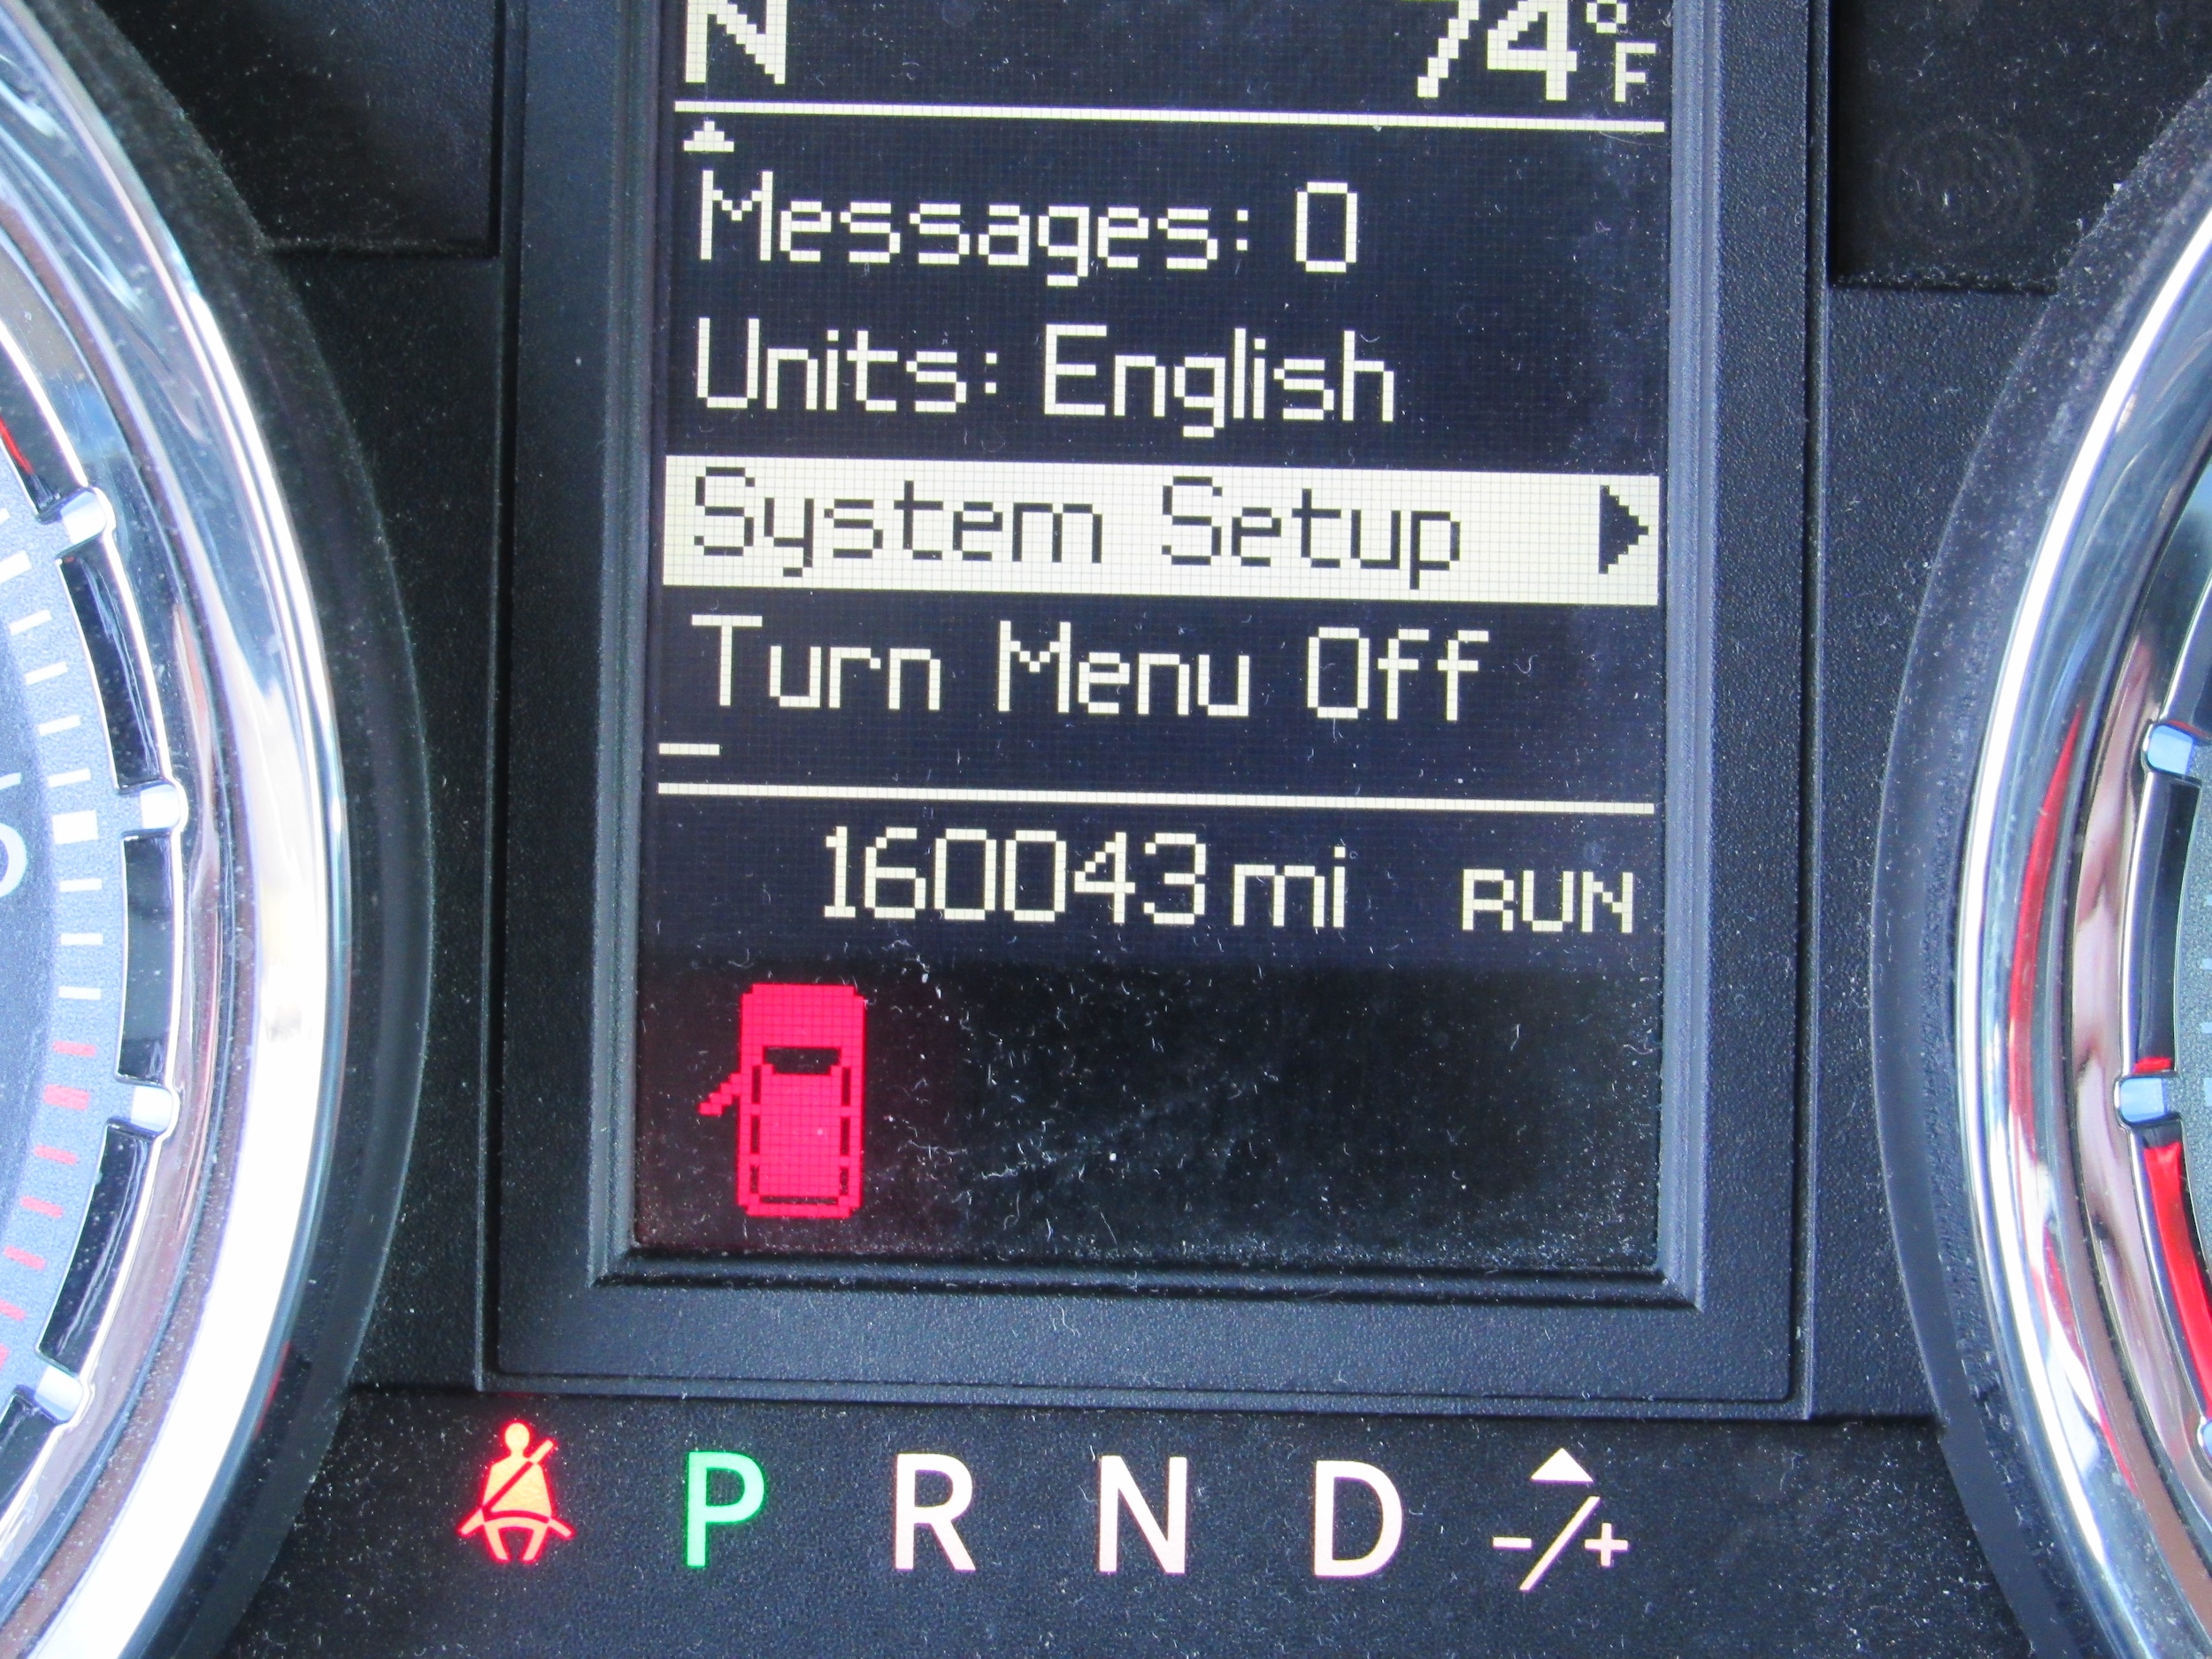 N 74°F
Messages: 0
Units: English
System Setup
Turn Menu Off
160043 mi RUN
P R N D -/+